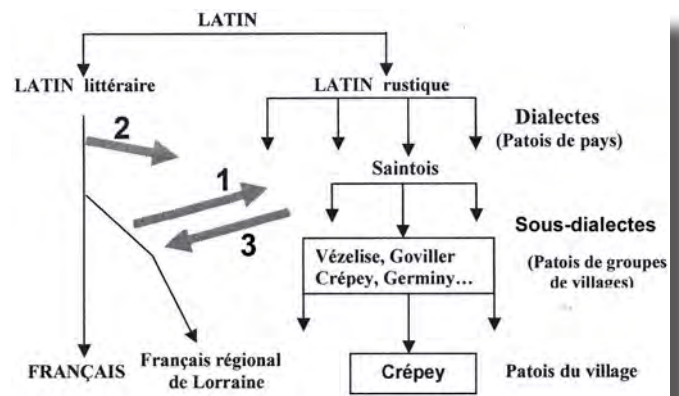 LATIN
LATIN littéraire
LATIN rustique
Dialectes
(Patois de pays)
2
Saintois
1
Sous-dialectes
3
Vézelise, Goviller
Crépey, Germiny...
(Patois de groupes
de villages)
FRANÇAIS
Français régional
de Lorraine
Crépey
Patois du village